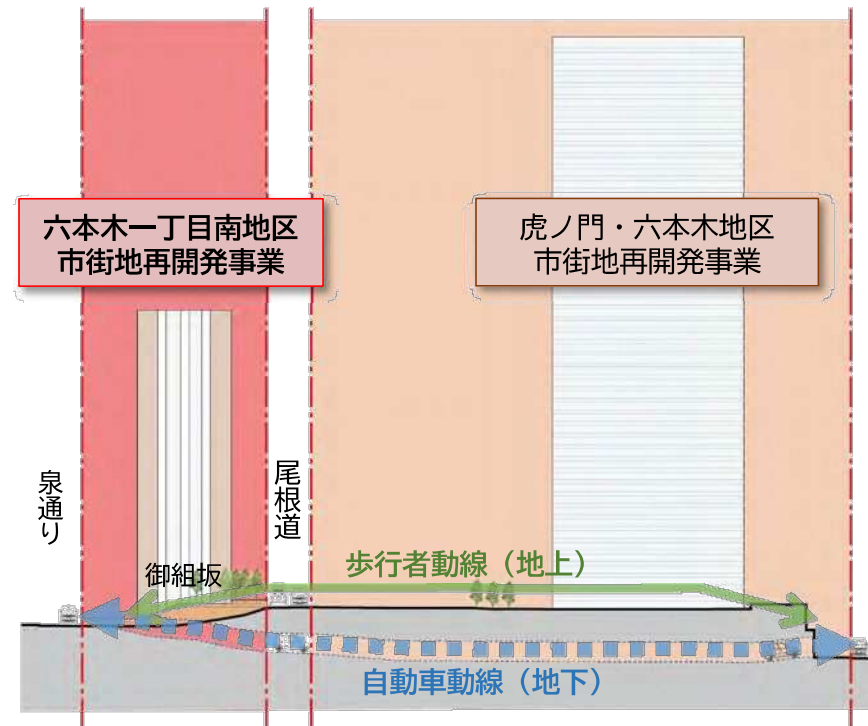 六本木一丁目南地区
市街地再開発事業
虎ノ門・六本木地区
市街地再開発事業
泉通り
尾根道
御組坂
歩行者動線（地上）
自動車動線（地下）